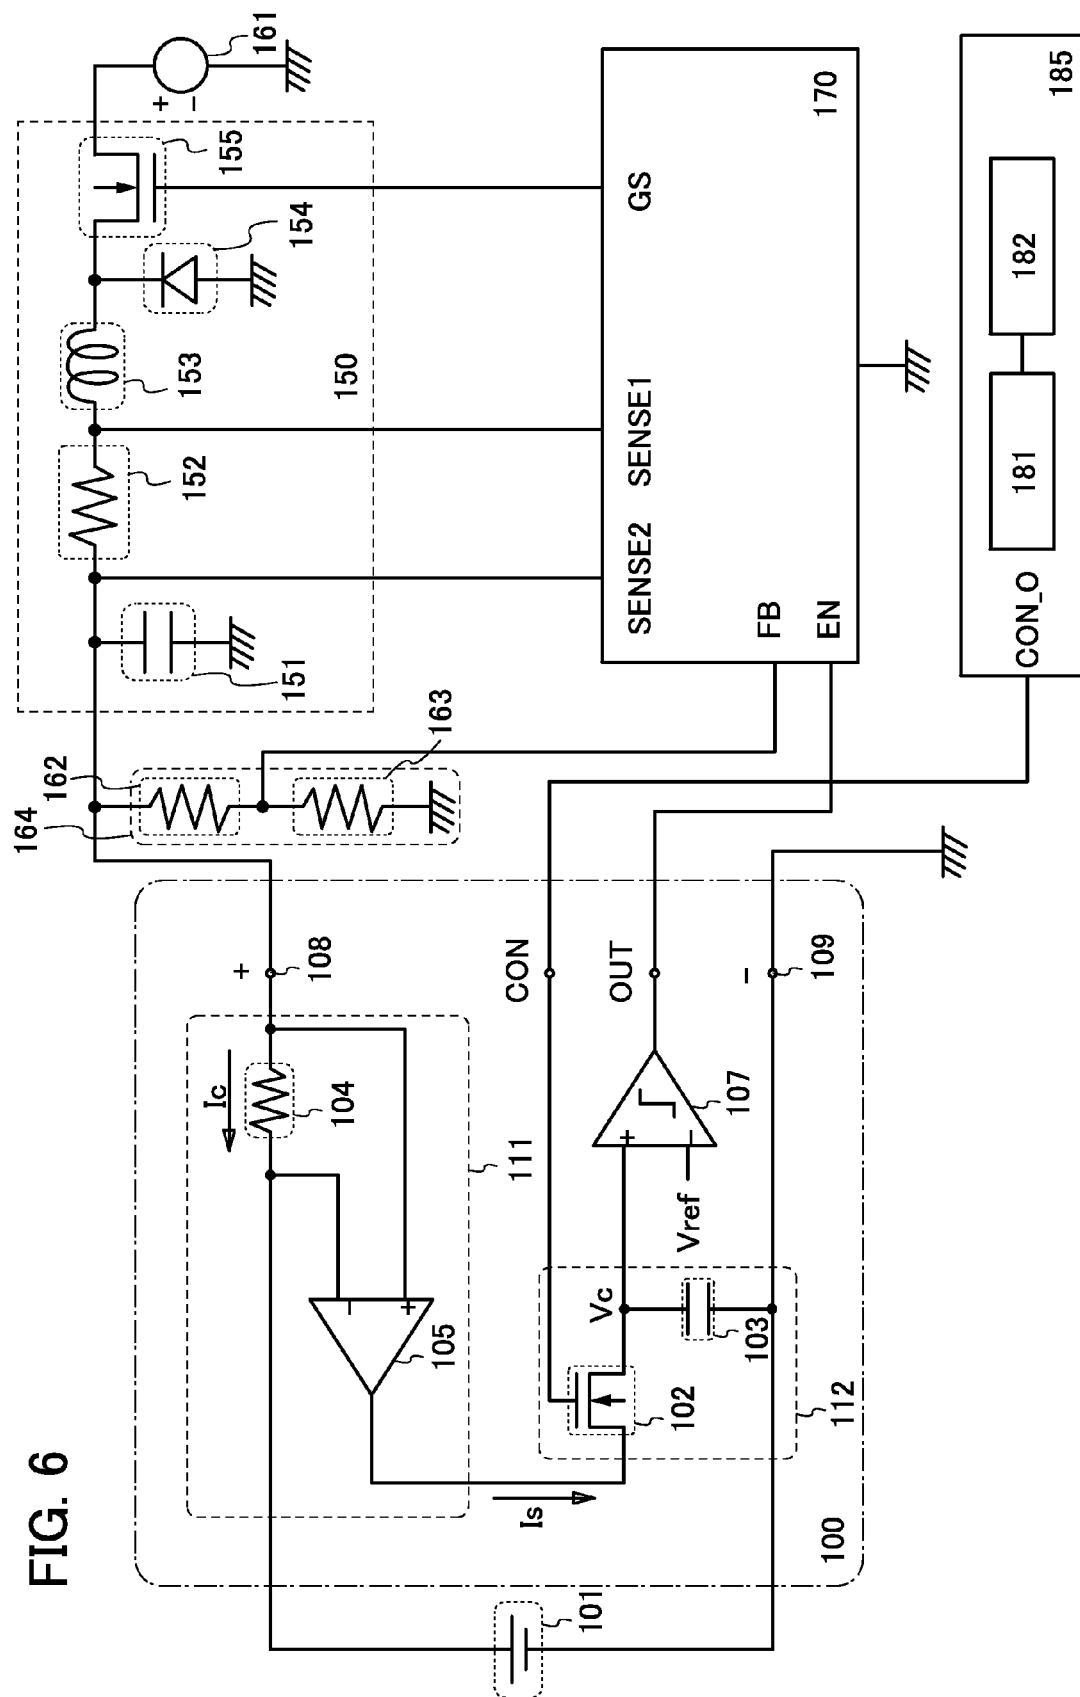 FIG. 6
100
101
Ic
104
111
105
Is
102
112
Vc
103
Vref
107
+
-
+
-
+
108
CON
OUT
-
109
164
162
163
150
151
152
153
154
155
+
-
161
SENSE2
SENSE1
GS
FB
EN
170
CON_O
181
182
185